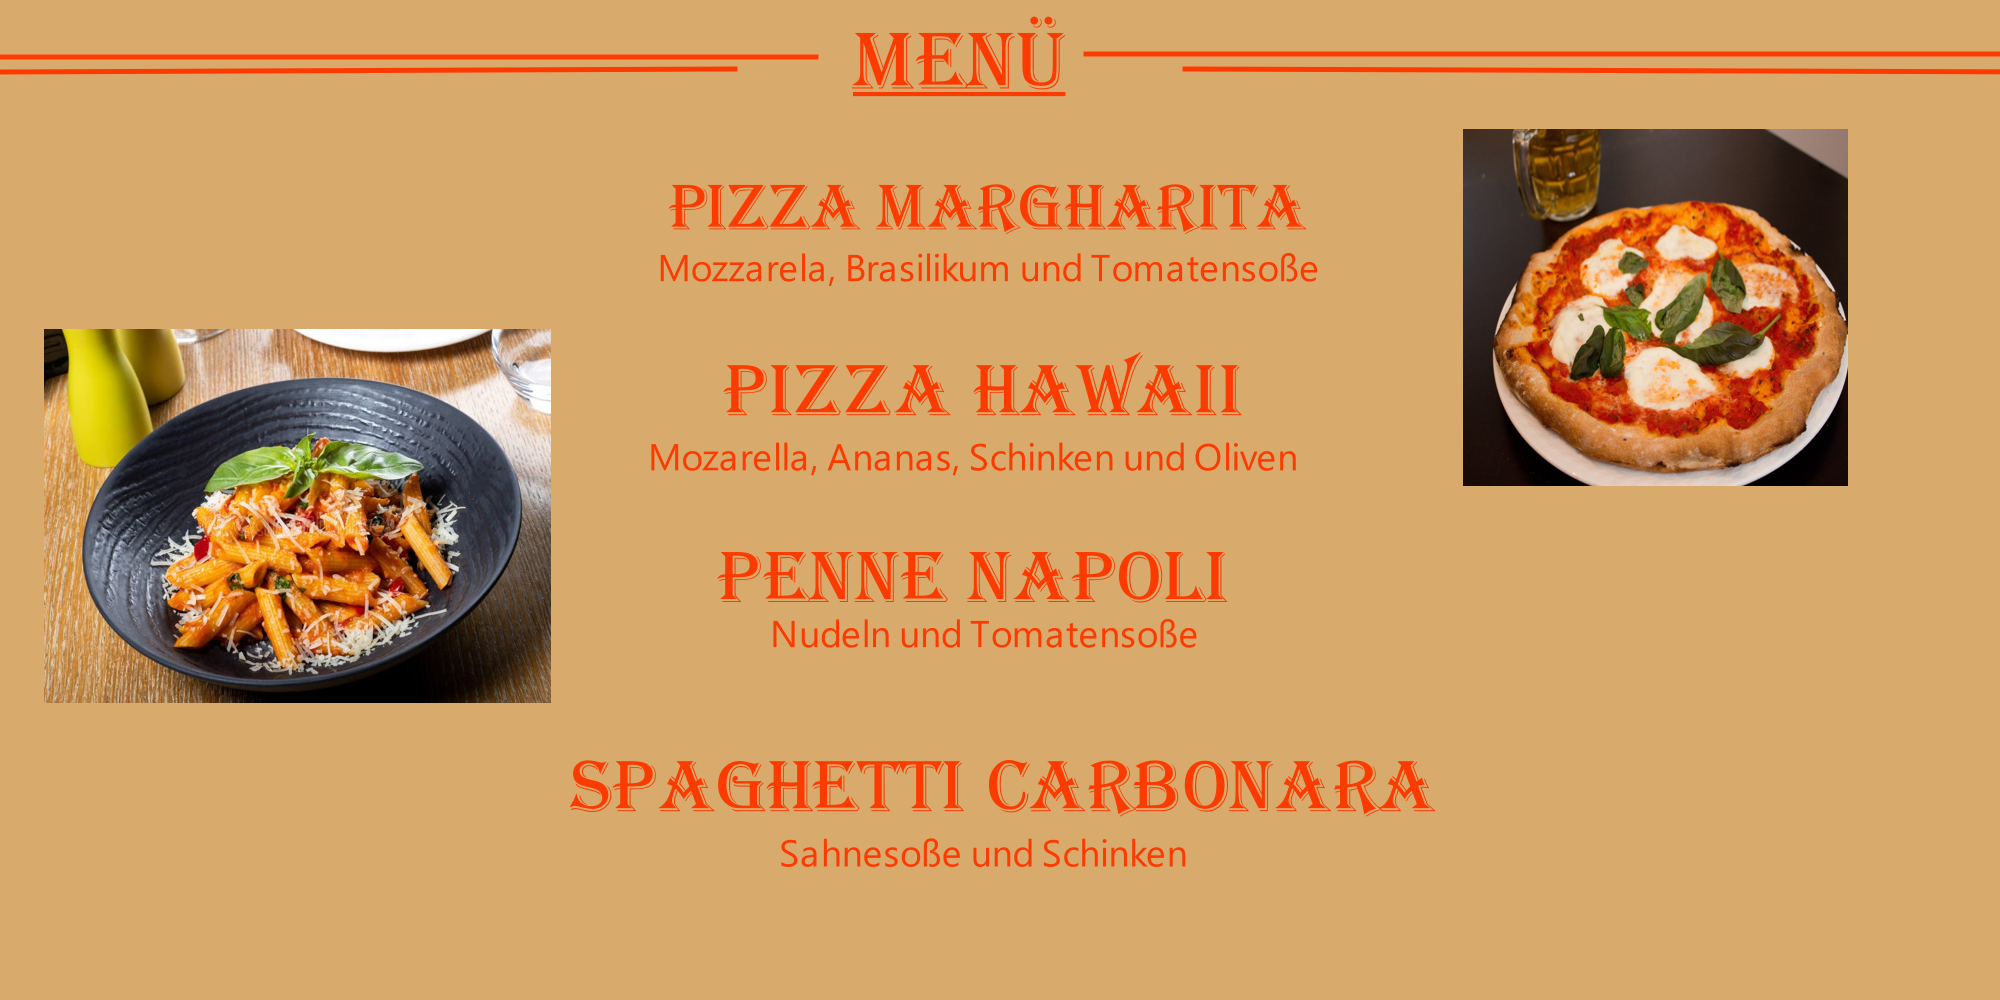 MENÜ
PIZZA MARGHARITA
Mozzarela, Brasilikum und Tomatensoße
PIZZA HAWAII
Mozarella, Ananas, Schinken und Oliven
PENNE NAPOLI
Nudeln und Tomatensoße
SPAGHETTI CARBONARA
Sahnesoße und Schinken